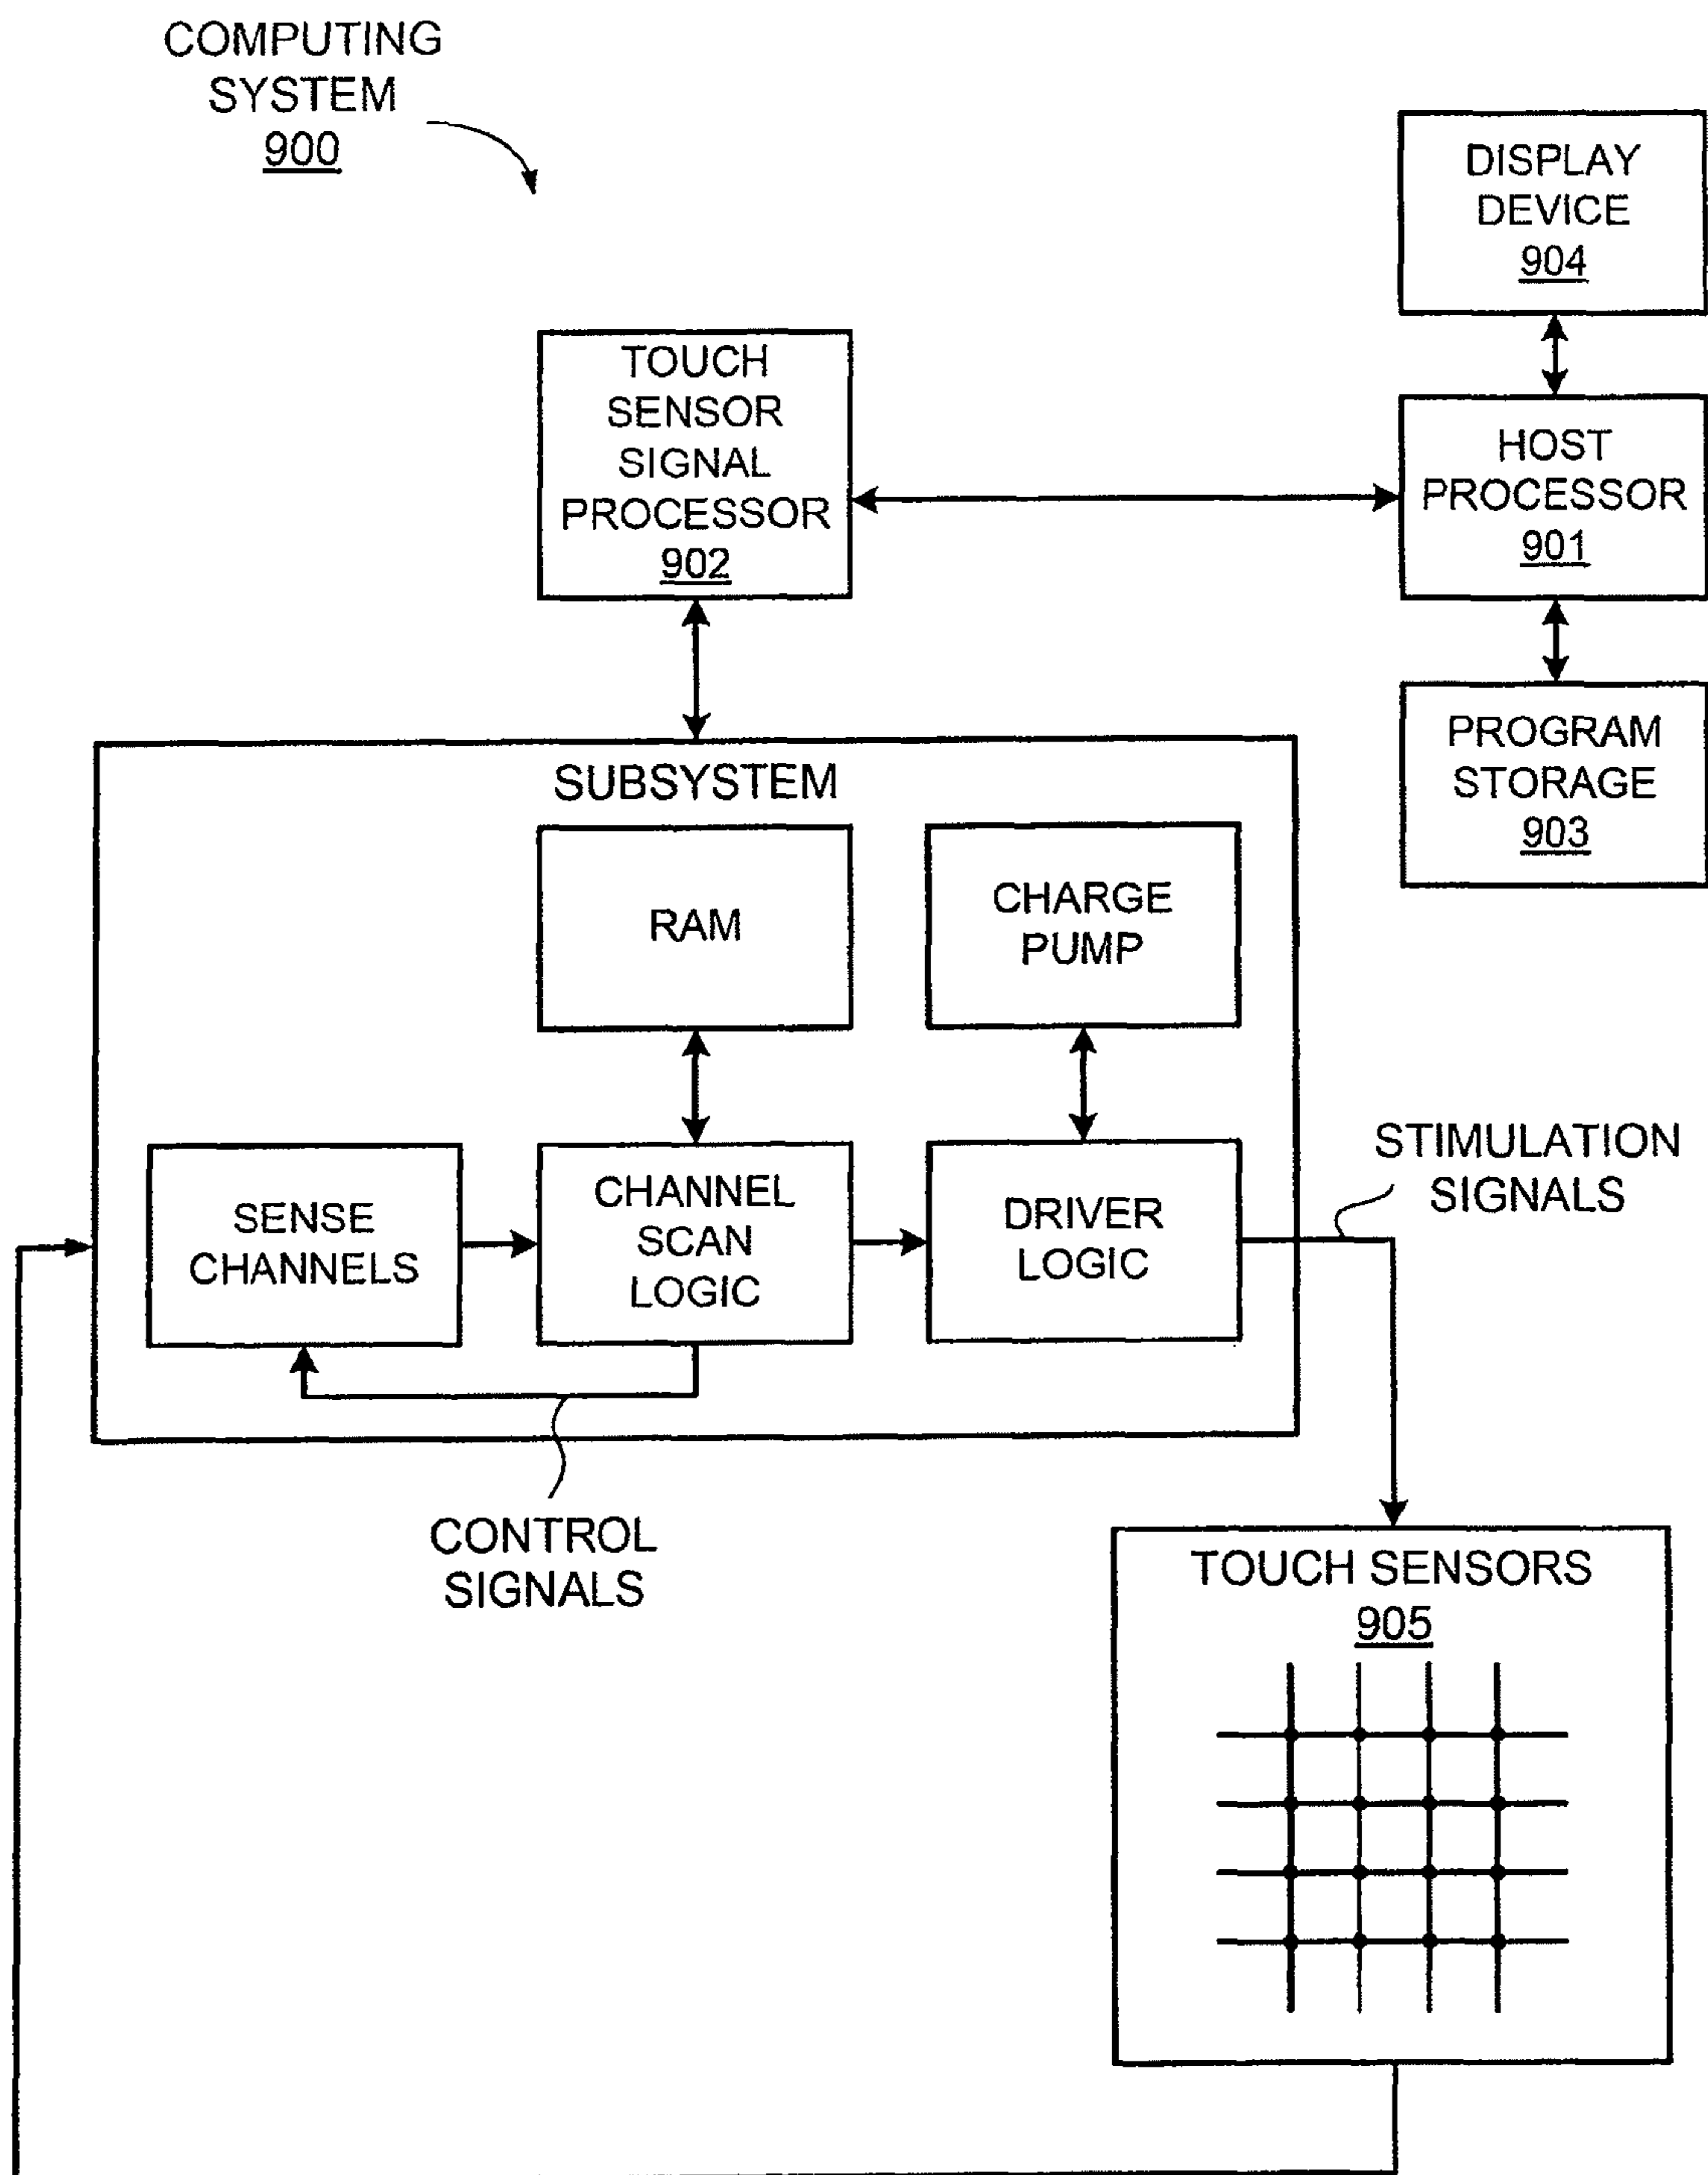 COMPUTING
SYSTEM
900
DISPLAY
DEVICE
904
TOUCH
SENSOR
SIGNAL
PROCESSOR
902
HOST
PROCESSOR
901
PROGRAM
STORAGE
903
SUBSYSTEM
RAM
CHARGE
PUMP
SENSE
CHANNELS
CHANNEL
SCAN
LOGIC
DRIVER
LOGIC
STIMULATION
SIGNALS
CONTROL
SIGNALS
TOUCH SENSORS
905